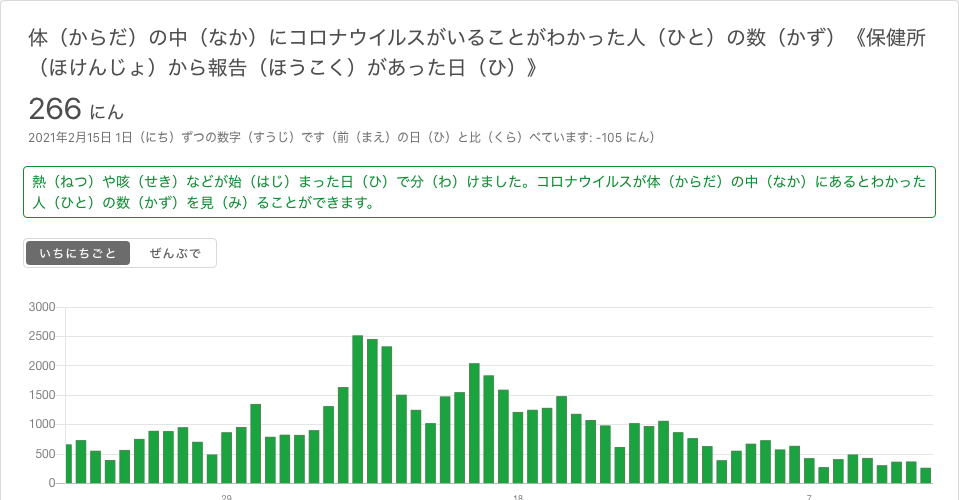 体（からだ）の中（なか）にコロナウイルスがいることがわかった人（ひと）の数（かず）《保健所
（ほけんじょ）から報告（ほうこく）があった日（ひ）》
266 にん
2021年2月15日 1日（にち）ずつの数字（すうじ）です（前（まえ）の日（ひ）と比（くら）べています: -105 にん）
熱（ねつ）や咳（せき）などが始（はじ）まった日（ひ）で分（わ）けました。コロナウイルスが体（からだ）の中（なか）にあるとわかった
人（ひと）の数（かず）を見（み）ることができます。
いちにちごと ぜんぶで
3000
2500
2000
1500
1000
500
0
29 18 7